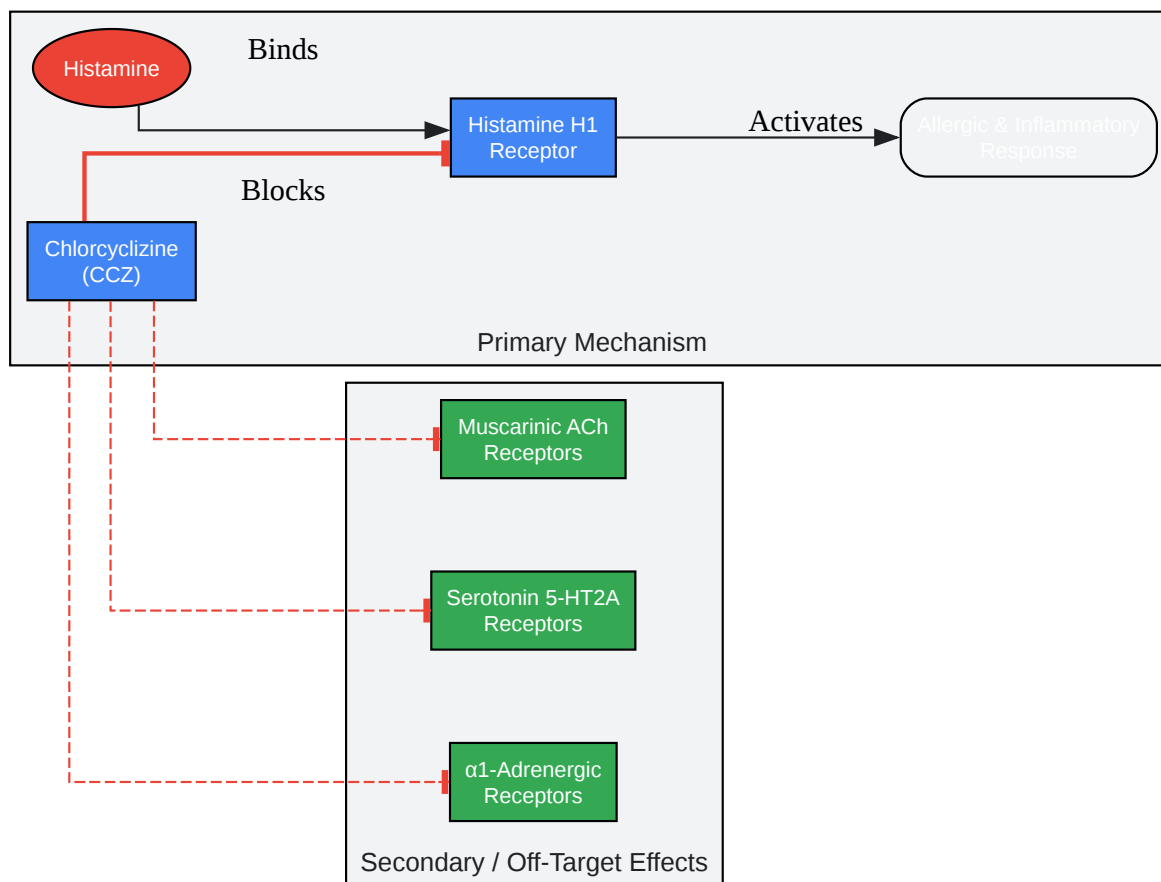 Histamine
Binds
Histamine H1
Receptor
Activates
Allergic & Inflammatory
Response
Blocks
Chlorcyclizine
(CCZ)
Primary Mechanism
Muscarinic ACh
Receptors
Serotonin 5-HT2A
Receptors
α1-Adrenergic
Receptors
Secondary / Off-Target Effects